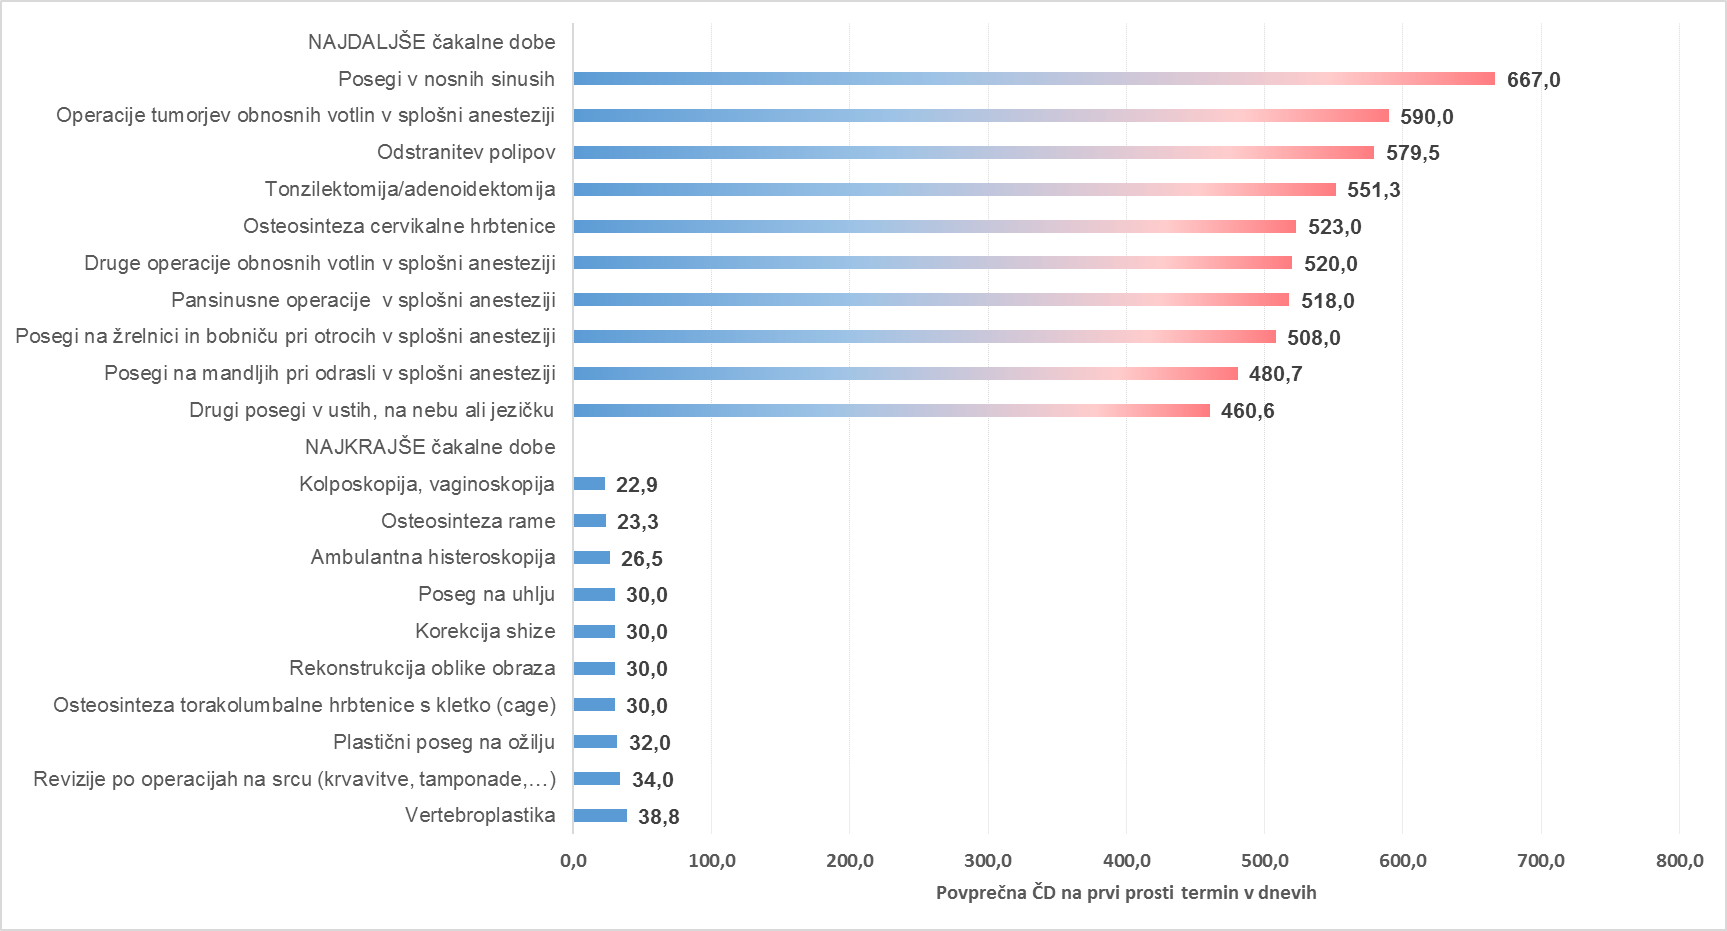 NAJDALJŠE čakalne dobe
Posegi v nosnih sinusih 667,0
Operacije tumorjev obnosnih votlin v splošni anesteziji 590,0
Odstranitev polipov 579,5
Tonzilektomija/adenoidektomija 551,3
Osteosinteza cervikalne hrbtenice 523,0
Druge operacije obnosnih votlin v splošni anesteziji 520,0
Pansinusne operacije  v splošni anesteziji 518,0
Posegi na žrelnici in bobniču pri otrocih v splošni anesteziji 508,0
Posegi na mandljih pri odrasli v splošni anesteziji 480,7
Drugi posegi v ustih, na nebu ali jezičku 460,6
NAJKRAJŠE čakalne dobe
Kolposkopija, vaginoskopija 22,9
Osteosinteza rame 23,3
Ambulantna histeroskopija 26,5
Poseg na uhlju 30,0
Korekcija shize 30,0
Rekonstrukcija oblike obraza 30,0
Osteosinteza torakolumbalne hrbtenice s kletko (cage) 30,0
Plastični poseg na ožilju 32,0
Revizije po operacijah na srcu (krvavitve, tamponade,…) 34,0
Vertebroplastika 38,8
0,0 100,0 200,0 300,0 400,0 500,0 600,0 700,0 800,0
Povprečna ČD na prvi prosti termin v dnevih